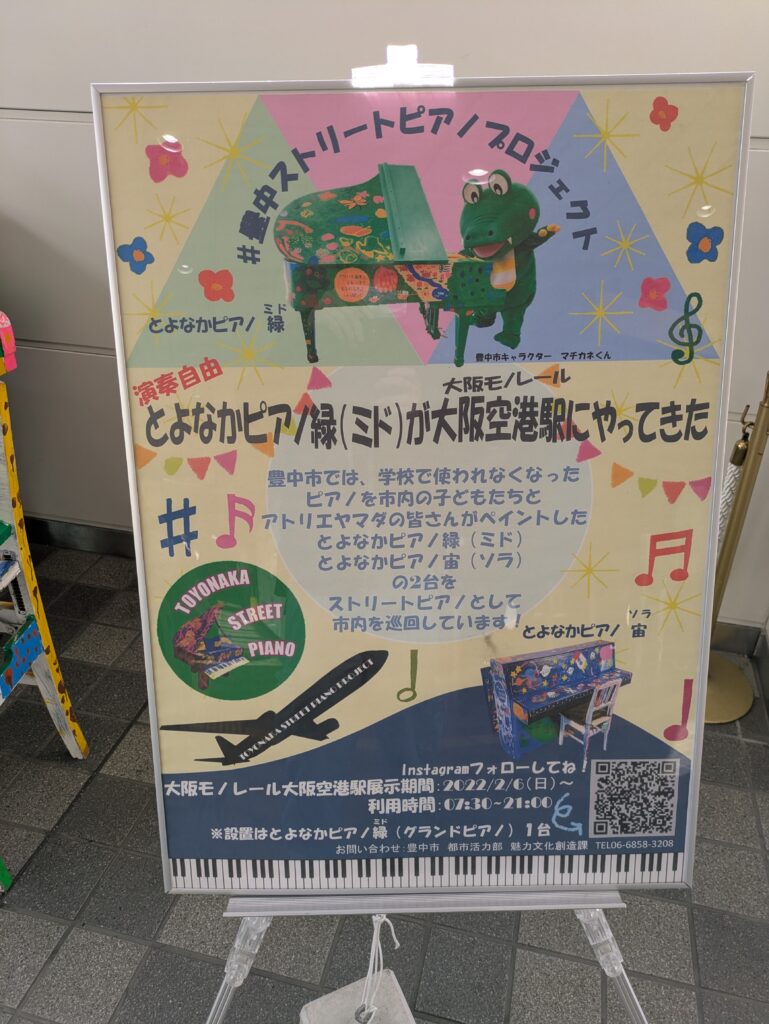 #豊中ストリートピアノプロジェクト
とよなかピアノ 緑
ミド
豊中市キャラクター マチカネくん
演奏自由
大阪モノレール
とよなかピアノ緑(ミド)が大阪空港駅にやってきた
豊中市では、学校で使われなくなった
ピアノを市内の子どもたちと
アトリエヤマダの皆さんがペイントした
とよなかピアノ緑(ミド)
とよなかピアノ宙(ソラ)
の2台を
ストリートピアノとして
市内を巡回しています!
TOYONAKA
STREET
PIANO
ソラ
とよなかピアノ 宙
TOYONAKA STREET PIANO PROJECT
Instagramフォローしてね!
大阪モノレール大阪空港駅展示期間:2022/2/6(日)~
利用時間:07:30~21:00
ミド
※設置はとよなかピアノ緑(グランドピアノ)1台
お問い合わせ:豊中市 都市活力部 魅力文化創造課 TEL06-6858-3208